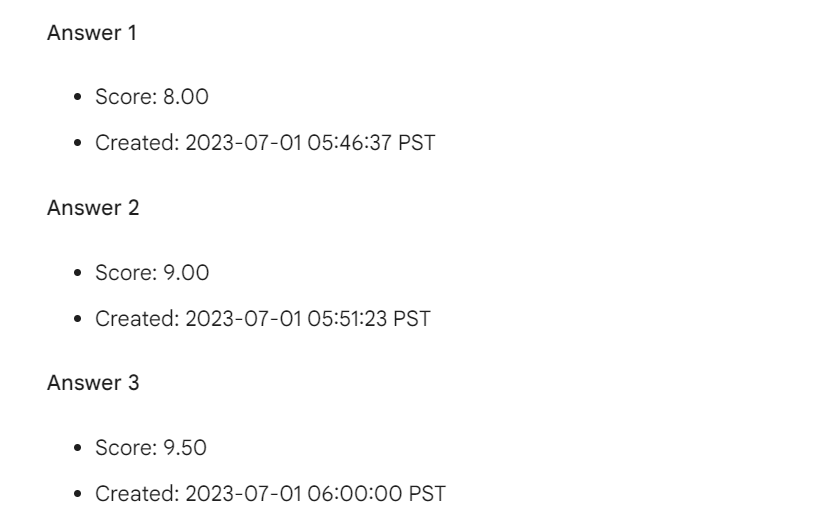 Answer 1
• Score: 8.00
• Created: 2023-07-01 05:46:37 PST
Answer 2
• Score: 9.00
• Created: 2023-07-01 05:51:23 PST
Answer 3
• Score: 9.50
• Created: 2023-07-01 06:00:00 PST